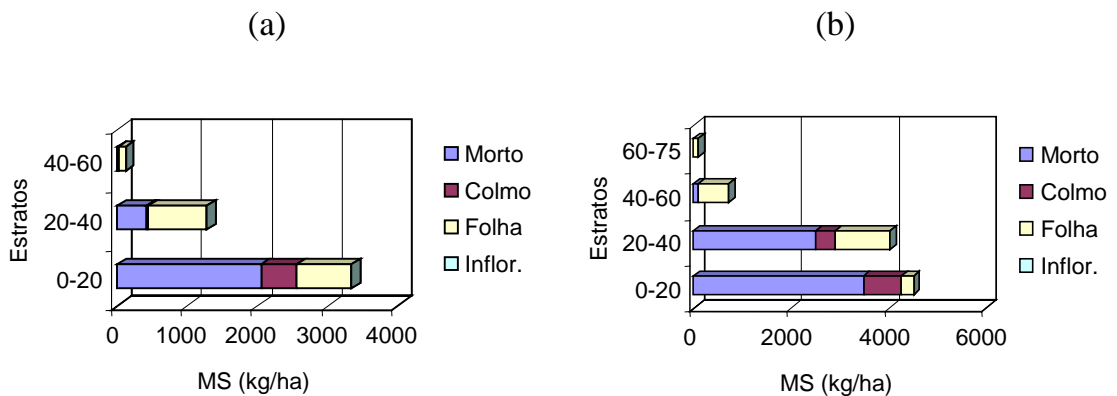 (a)
Estratos
40-60
20-40
0-20
0 1000 2000 3000 4000
MS (kg/ha)
Morto
Colmo
Folha
Inflor.
(b)
Estratos
60-75
40-60
20-40
0-20
0 2000 4000 6000
MS (kg/ha)
Morto
Colmo
Folha
Inflor.